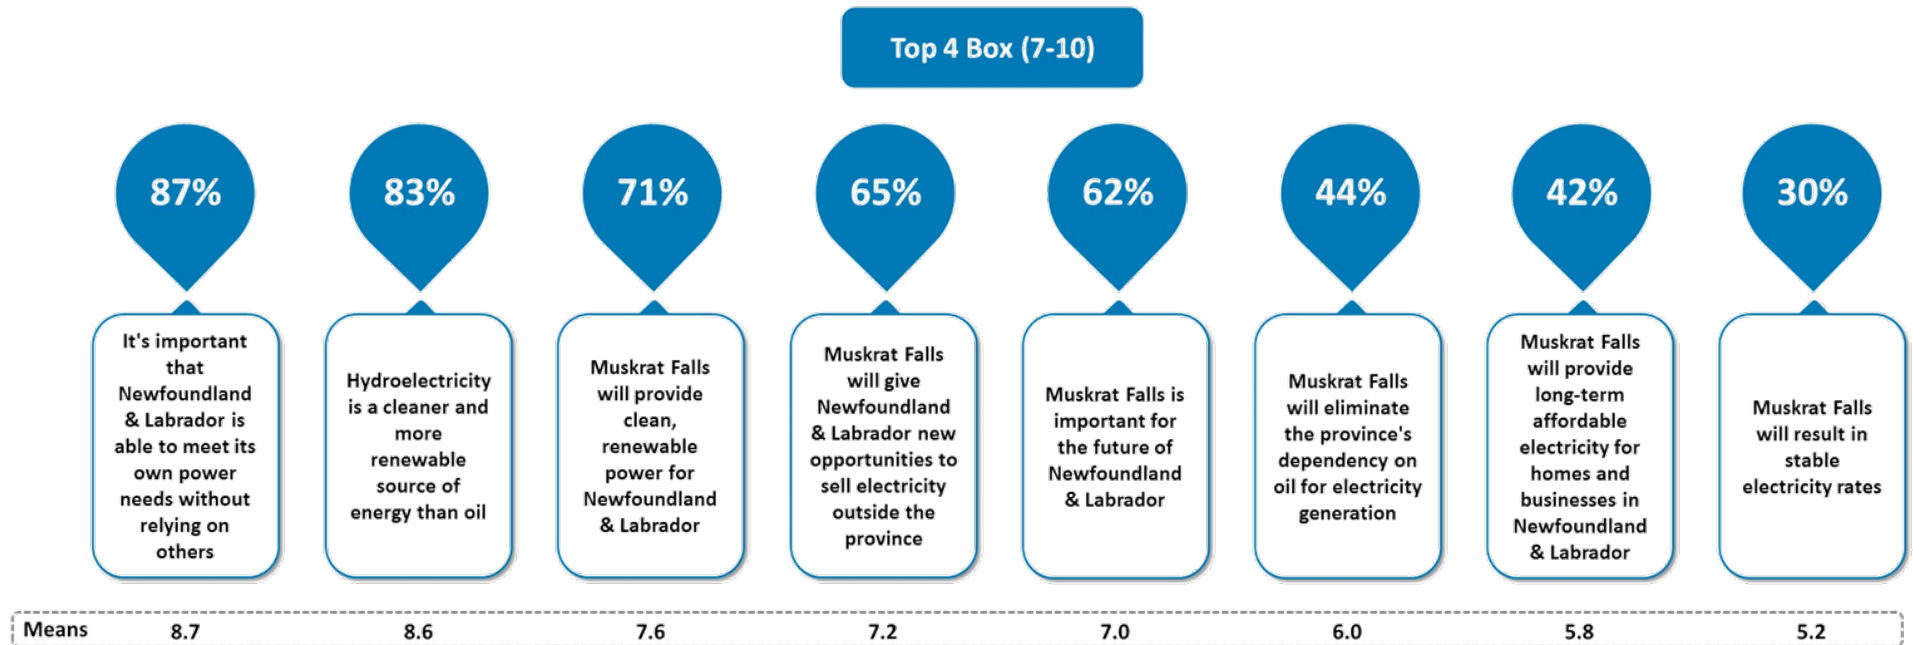 Top 4 Box (7-10)
87%
83%
71%
65%
62%
44%
42%
30%
It's important
that
Newfoundland
& Labrador is
able to meet its
own power
needs without
relying on
others
Hydroelectricity
is a cleaner and
more
renewable
source of
energy than oil
Muskrat Falls
will provide
clean,
renewable
power for
Newfoundland
& Labrador
Muskrat Falls
will give
Newfoundland
& Labrador new
opportunities to
sell electricity
outside the
province
Muskrat Falls is
important for
the future of
Newfoundland
& Labrador
Muskrat Falls
will eliminate
the province's
dependency on
oil for electricity
generation
Muskrat Falls
will provide
long-term
affordable
electricity for
homes and
businesses in
Newfoundland
& Labrador
Muskrat Falls
will result in
stable
electricity rates
Means 8.7 8.6 7.6 7.2 7.0 6.0 5.8 5.2